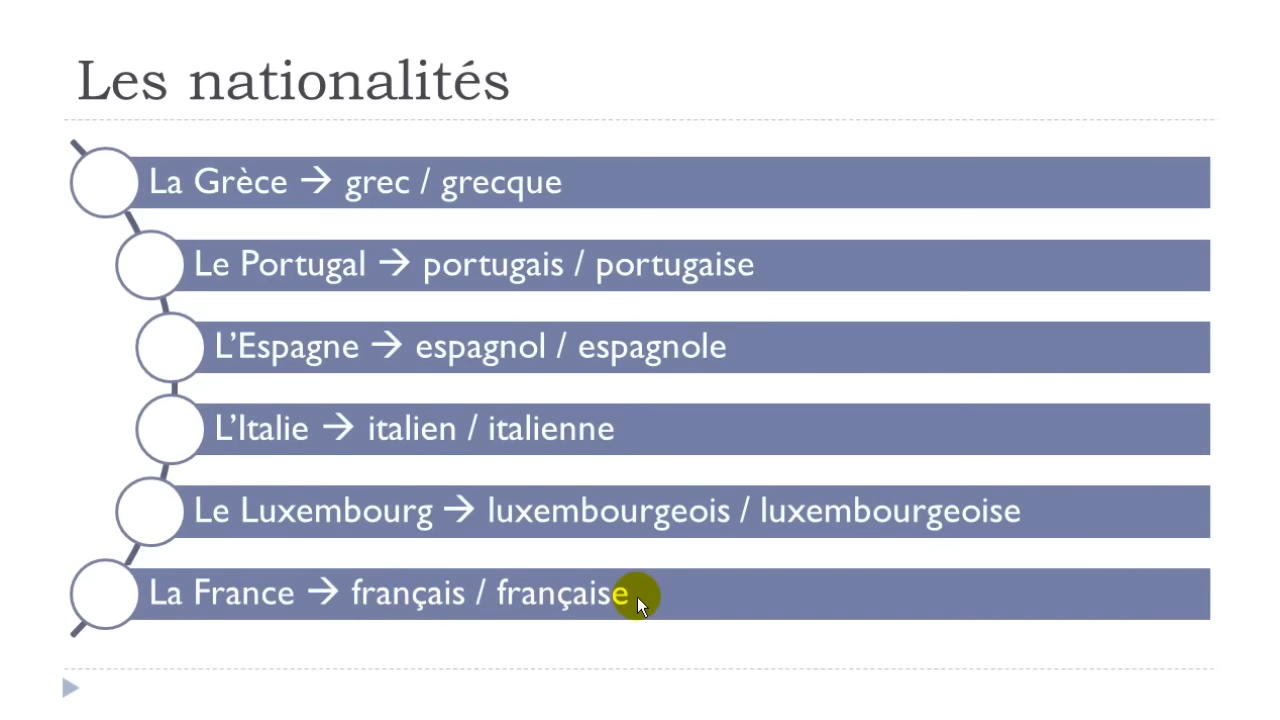 Les nationalités
La Grèce → grec / grecque
Le Portugal → portugais / portugaise
L’Espagne → espagnol / espagnole
L’Italie → italien / italienne
Le Luxembourg → luxembourgeois / luxembourgeoise
La France → français / française